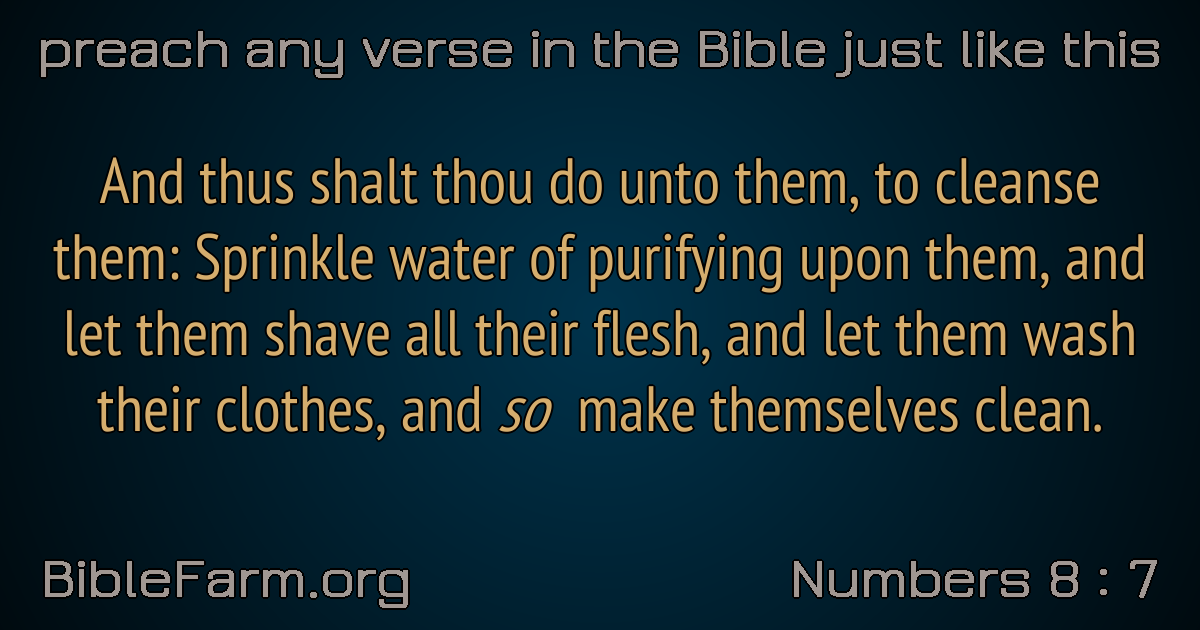 preach any verse in the Bible just like this
And thus shalt thou do unto them, to cleanse
them: Sprinkle water of purifying upon them, and
let them shave all their flesh, and let them wash
their clothes, and so make themselves clean.
BibleFarm.org
Numbers 8 : 7